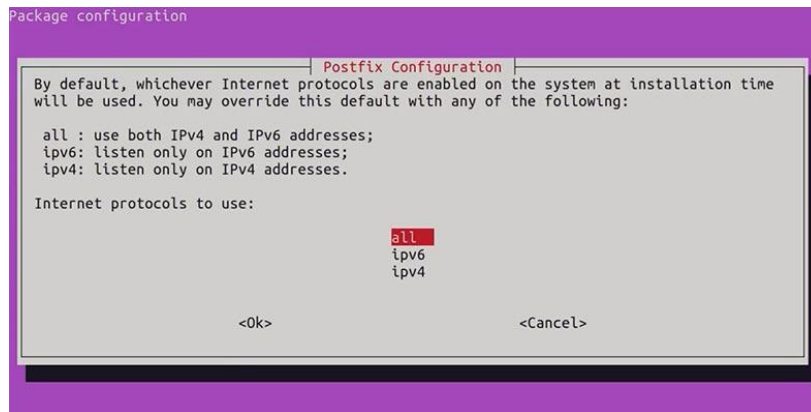 Package configuration
Postfix Configuration
By default, whichever Internet protocols are enabled on the system at installation time
will be used. You may override this default with any of the following:
all : use both IPv4 and IPv6 addresses;
ipv6: listen only on IPv6 addresses;
ipv4: listen only on IPv4 addresses.
Internet protocols to use:
all
ipv6
ipv4
<Ok> <Cancel>